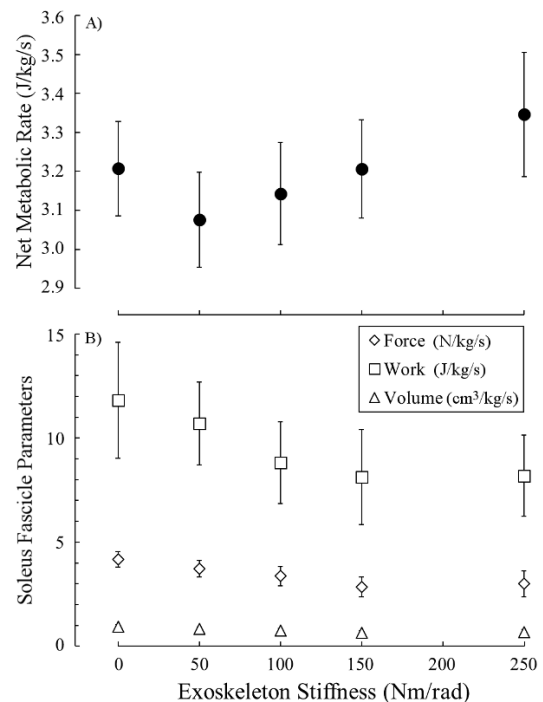 A)
Net Metabolic Rate (J/kg/s)
3.6
3.5
3.4
3.3
3.2
3.1
3.0
2.9
B)
Soleus Fascicle Parameters
15
10
5
0
Force (N/kg/s)
Work (J/kg/s)
Volume (cm³/kg/s)
0 50 100 150 200 250
Exoskeleton Stiffness (Nm/rad)